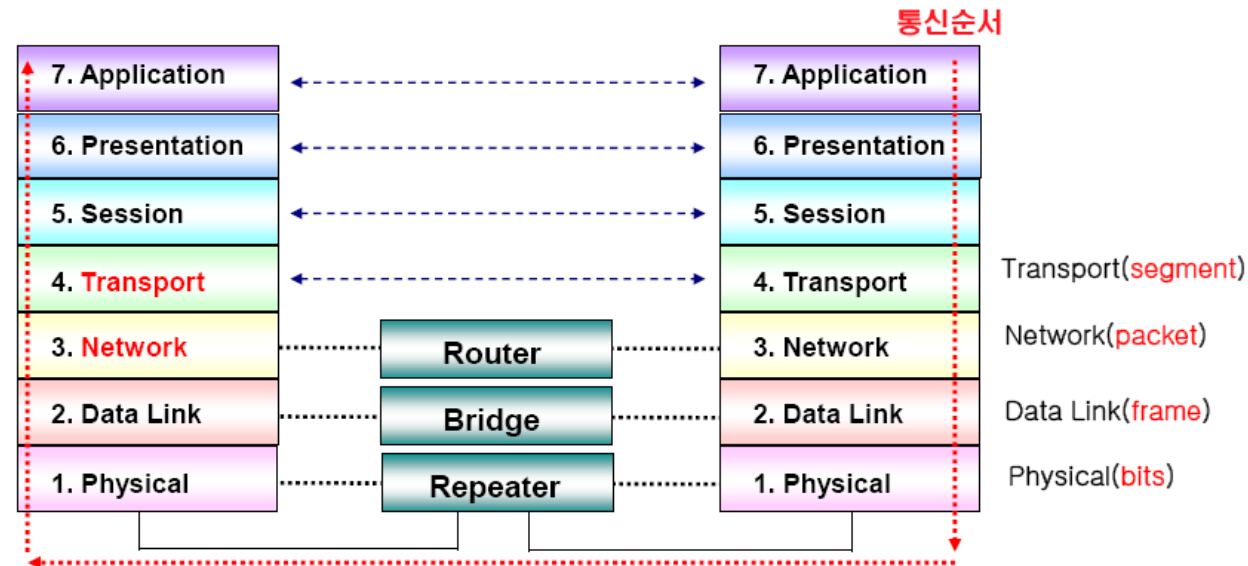 통신순서
7. Application
7. Application
6. Presentation
6. Presentation
5. Session
5. Session
4. Transport
4. Transport
Transport(segment)
3. Network
Router
3. Network
Network(packet)
2. Data Link
Bridge
2. Data Link
Data Link(frame)
1. Physical
Repeater
1. Physical
Physical(bits)